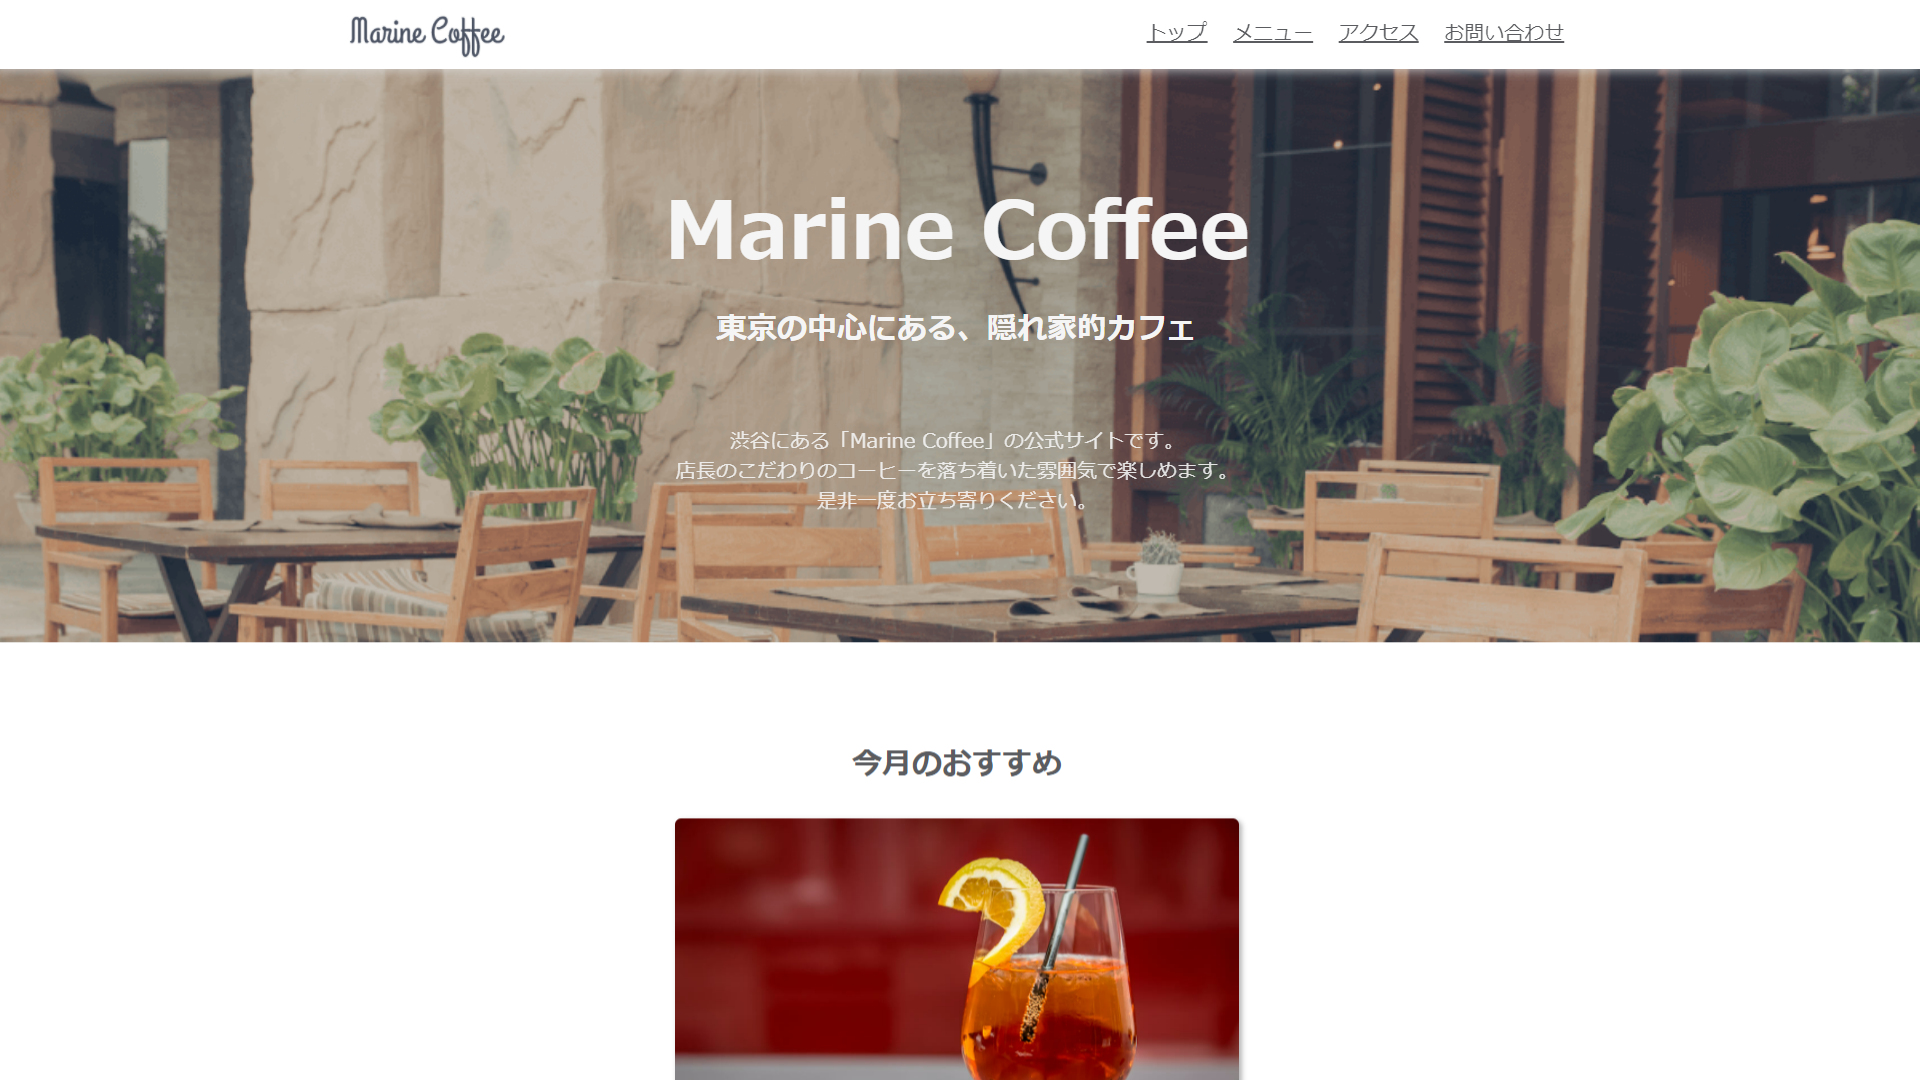 Marine Coffee
トップ メニュー アクセス お問い合わせ
Marine Coffee
東京の中心にある、隠れ家的カフェ
渋谷にある「Marine Coffee」の公式サイトです。
店長のこだわりのコーヒーを落ち着いた雰囲気で楽しめます。
是非一度お立ち寄りください。
今月のおすすめ